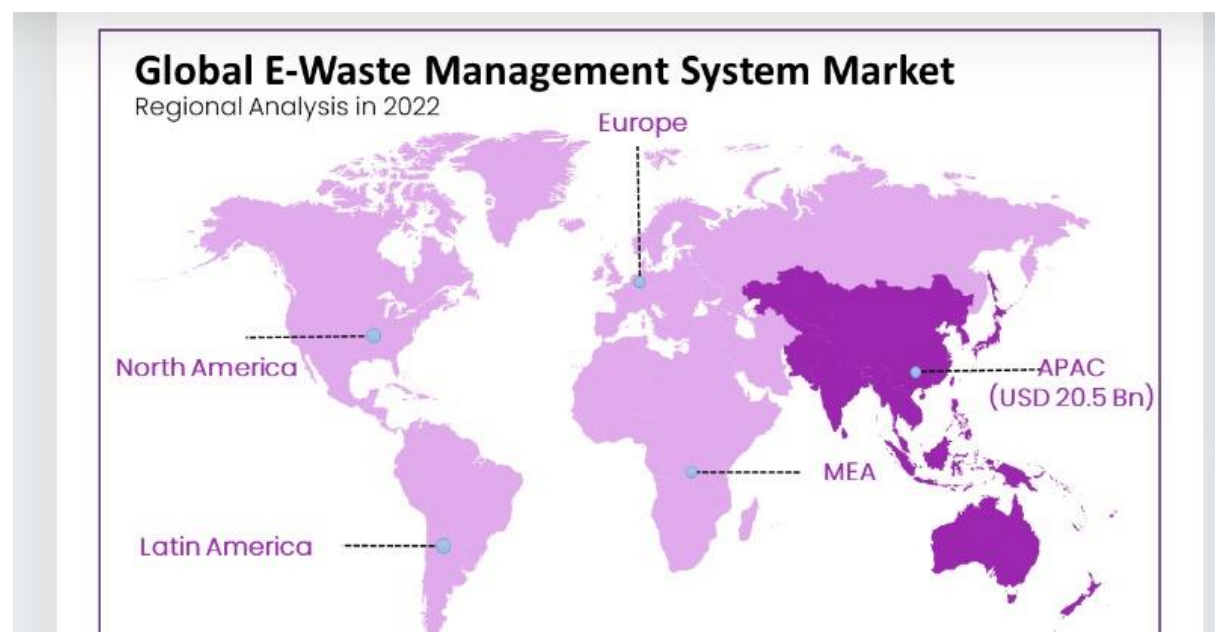 Global E-Waste Management System Market
Regional Analysis in 2022
Europe
North America
APAC
(USD 20.5 Bn)
MEA
Latin America